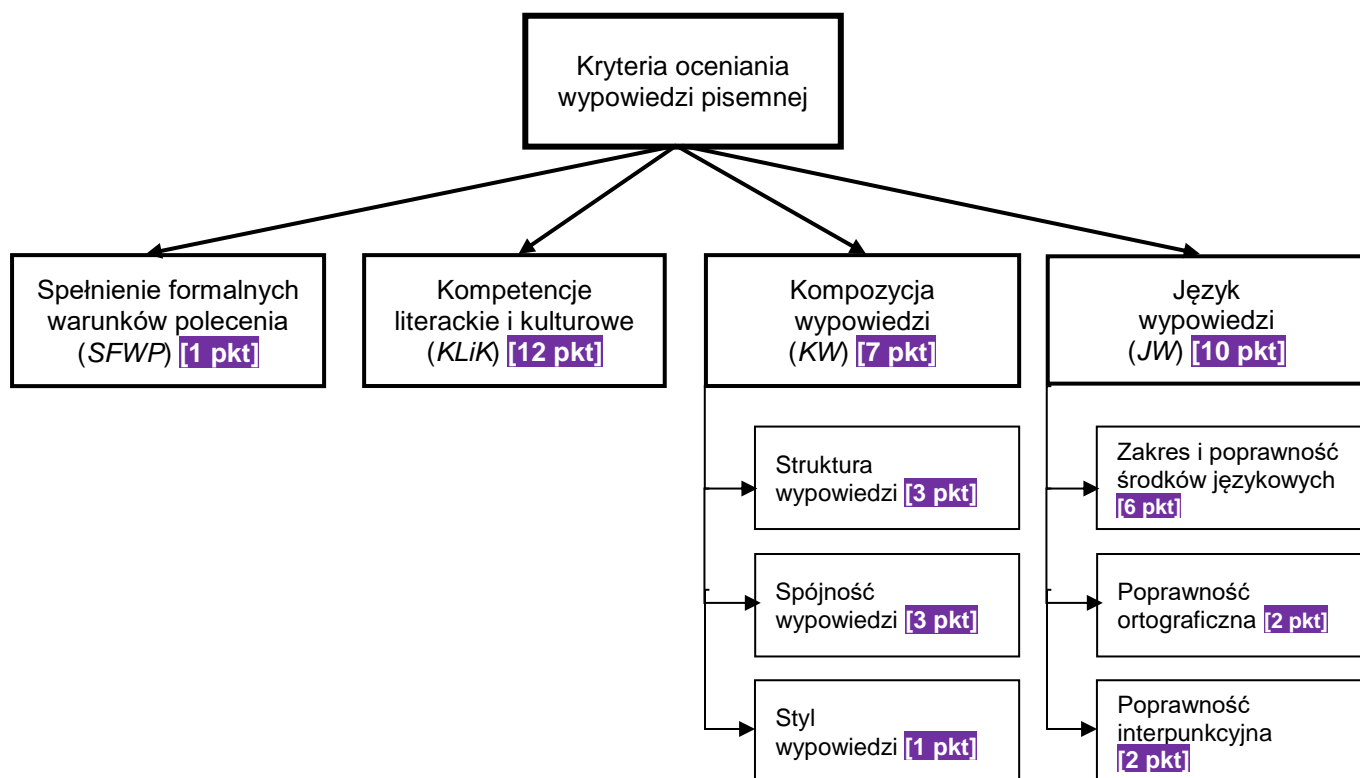 Kryteria oceniania
wypowiedzi pisemnej
Spełnienie formalnych
warunków polecenia
(SFWP) [1 pkt]
Kompetencje
literackie i kulturowe
(KLiK) [12 pkt]
Kompozycja
wypowiedzi
(KW) [7 pkt]
Struktura
wypowiedzi [3 pkt]
Spójność
wypowiedzi [3 pkt]
Styl
wypowiedzi [1 pkt]
Język
wypowiedzi
(JW) [10 pkt]
Zakres i poprawność
środków językowych
[6 pkt]
Poprawność
ortograficzna [2 pkt]
Poprawność
interpunkcyjna
[2 pkt]